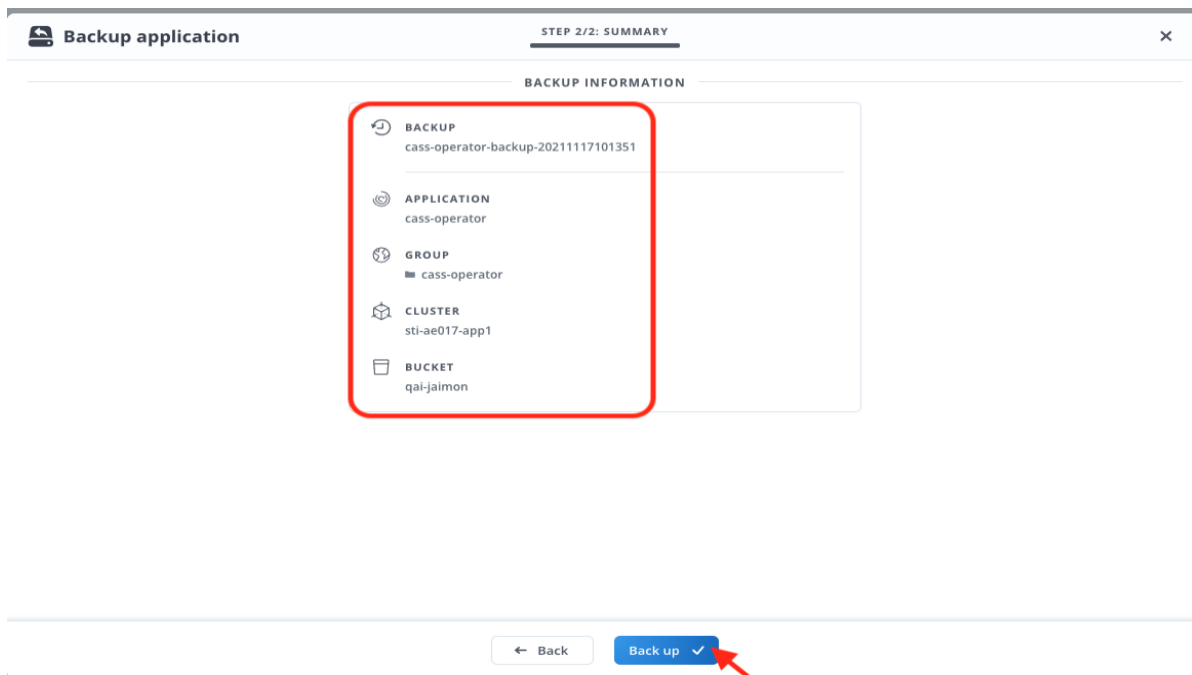 Backup application
STEP 2/2: SUMMARY
BACKUP INFORMATION
BACKUP
cass-operator-backup-20211117101351
APPLICATION
cass-operator
GROUP
cass-operator
CLUSTER
sti-ae017-app1
BUCKET
qai-jaimon
Back
Back up